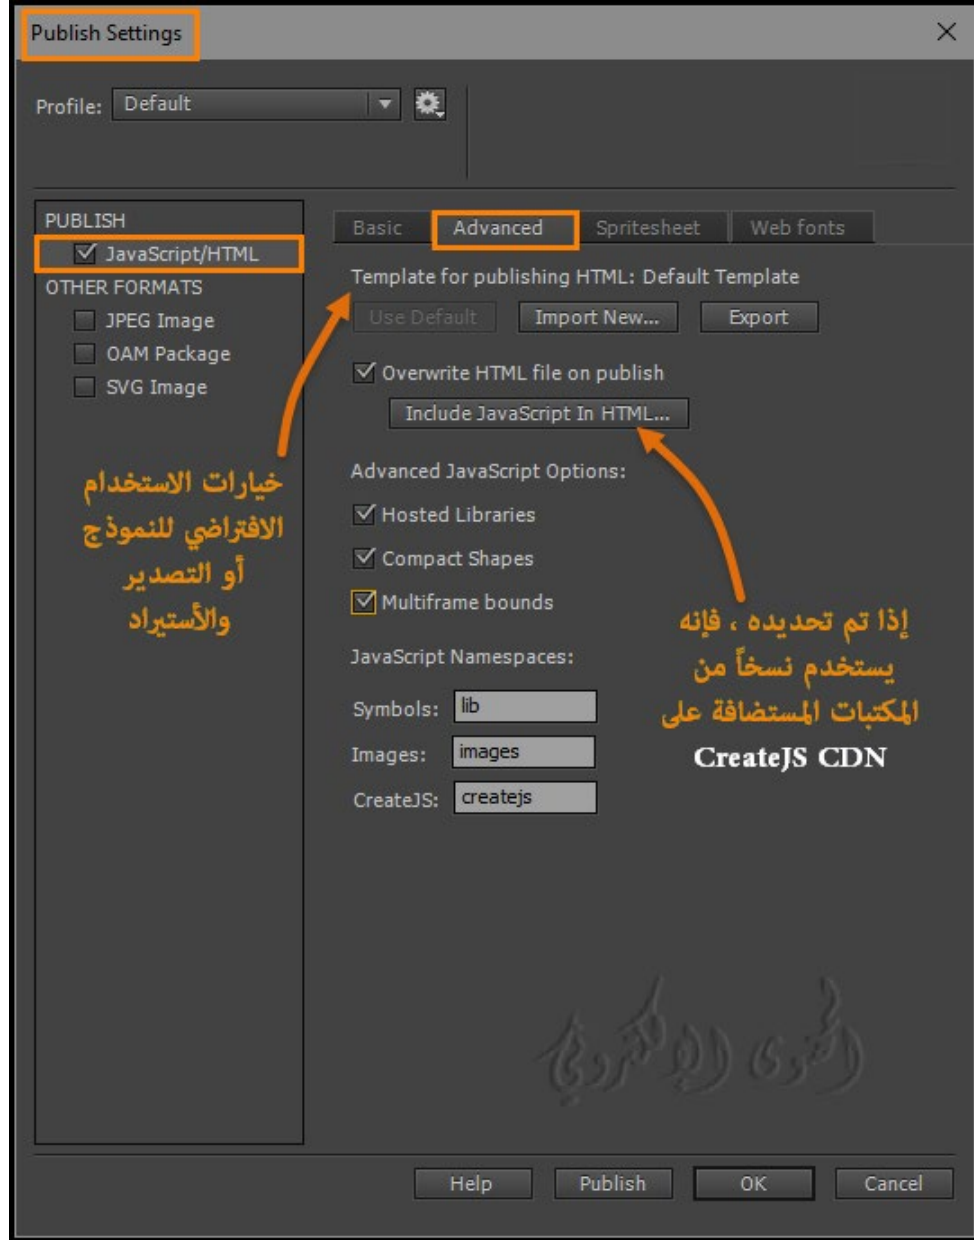 Publish Settings
Profile: Default
PUBLISH
JavaScript/HTML
OTHER FORMATS
JPEG Image
OAM Package
SVG Image
Basic Advanced Spritesheet Web fonts
Template for publishing HTML: Default Template
Use Default Import New... Export
Overwrite HTML file on publish
Include JavaScript In HTML...
Advanced JavaScript Options:
Hosted Libraries
Compact Shapes
Multiframe bounds
JavaScript Namespaces:
Symbols: lib
Images: images
CreateJS: createjs
خيارات الاستخدام
الافتراضي للنموذج
أو التصدير
والأستيراد
إذا تم تحديده ، فإنه
يستخدم نسخاً من
المكتبات المستضافة على
CreateJS CDN
المحتوى الإلكتروني
Help Publish OK Cancel